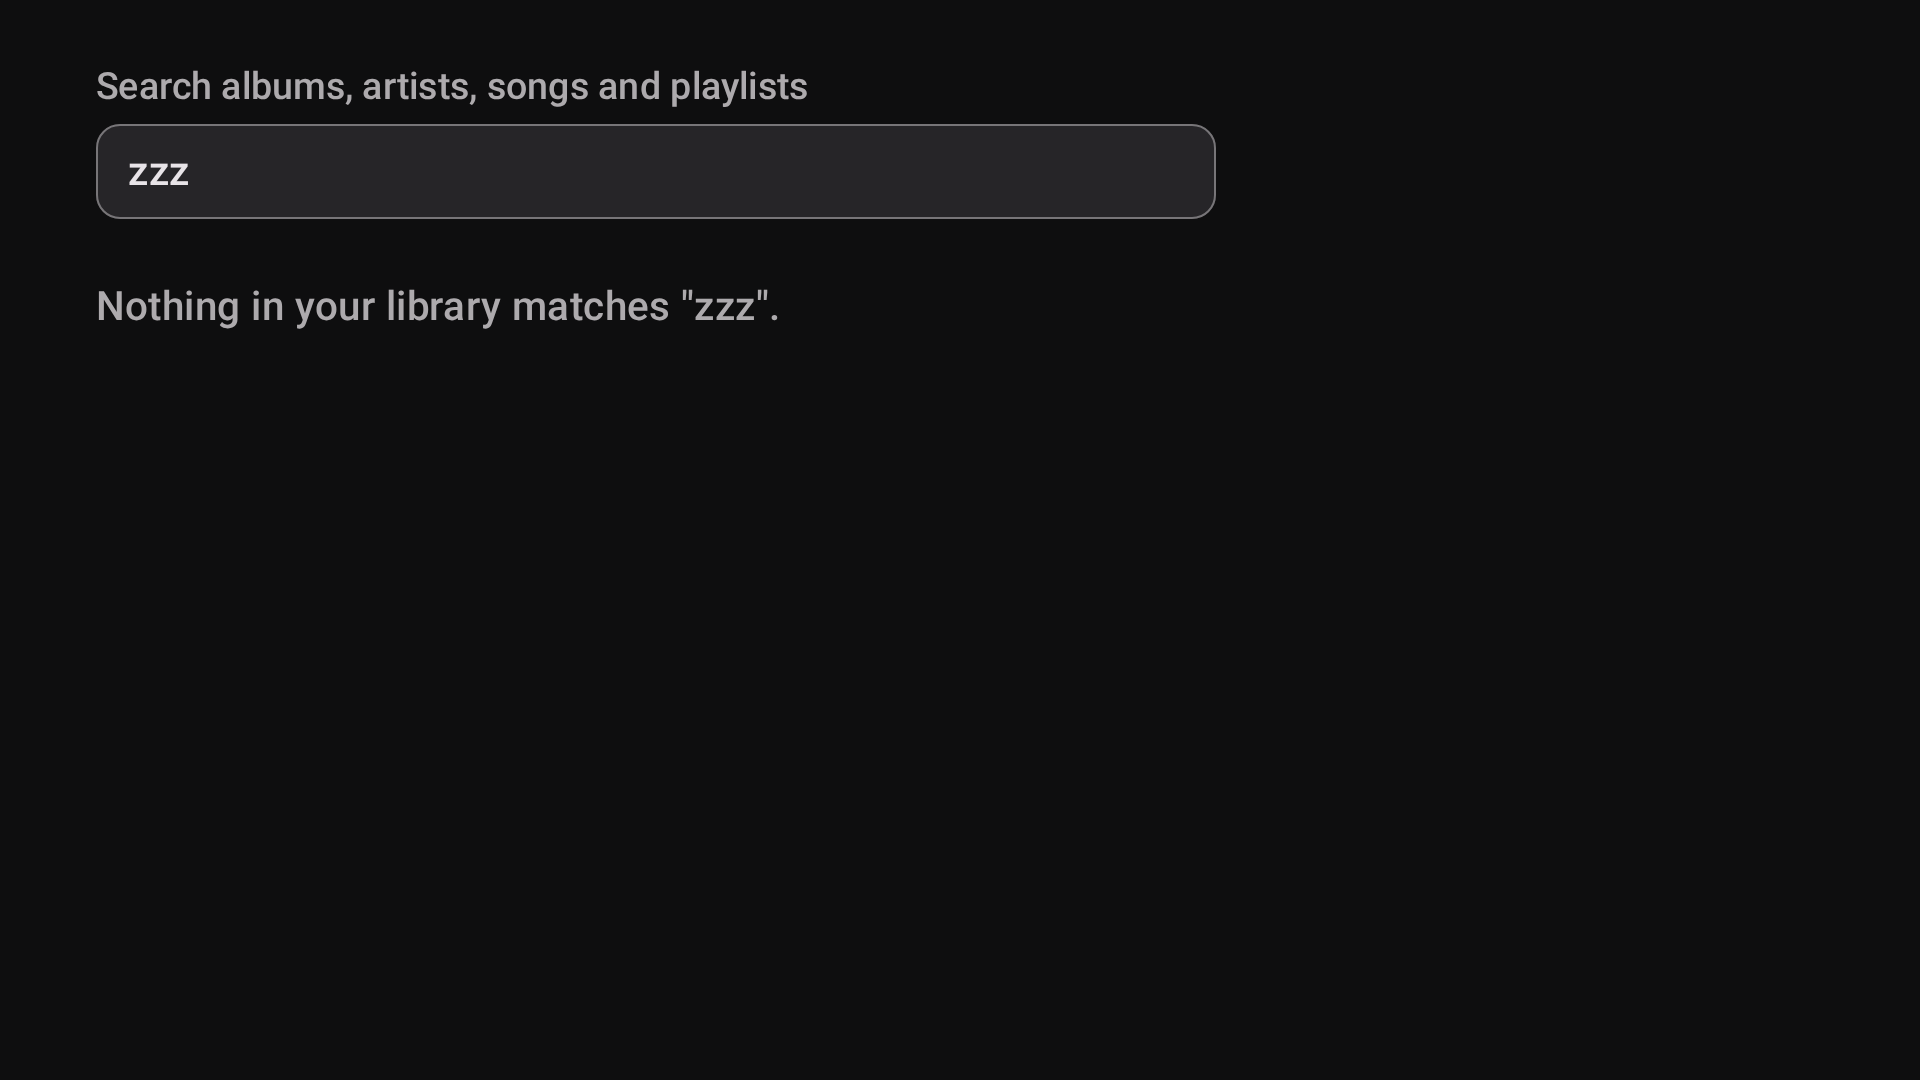 Search albums, artists, songs and playlists
zzz
Nothing in your library matches "zzz".